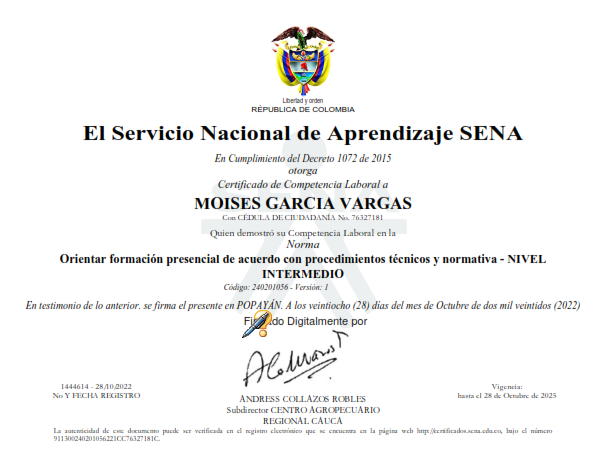 Libertad y orden
REPÚBLICA DE COLOMBIA
El Servicio Nacional de Aprendizaje SENA
En Cumplimiento del Decreto 1072 de 2015
otorga
Certificado de Competencia Laboral a
MOISES GARCIA VARGAS
Con CÉDULA DE CIUDADANÍA No. 76327181
Quien demostró su Competencia Laboral en la
Norma
Orientar formación presencial de acuerdo con procedimientos técnicos y normativa - NIVEL
INTERMEDIO
Código: 240201056 - Versión: 1
En testimonio de lo anterior. se firma el presente en POPAYÁN. A los veintiocho (28) días del mes de Octubre de dos mil veintidos (2022)
Firmado Digitalmente por
1444614 - 28/10/2022
No Y FECHA REGISTRO
ANDRESS COLLAZOS ROBLES
Subdirector CENTRO AGROPECUARIO
REGIONAL CAUCA
Vigencia:
hasta el 28 de Octubre de 2025
La autenticidad de este documento puede ser verificada en el registro electrónico que se encuentra en la página web http://certificados.sena.edu.co, bajo el número
911300240201056221CC76327181C.